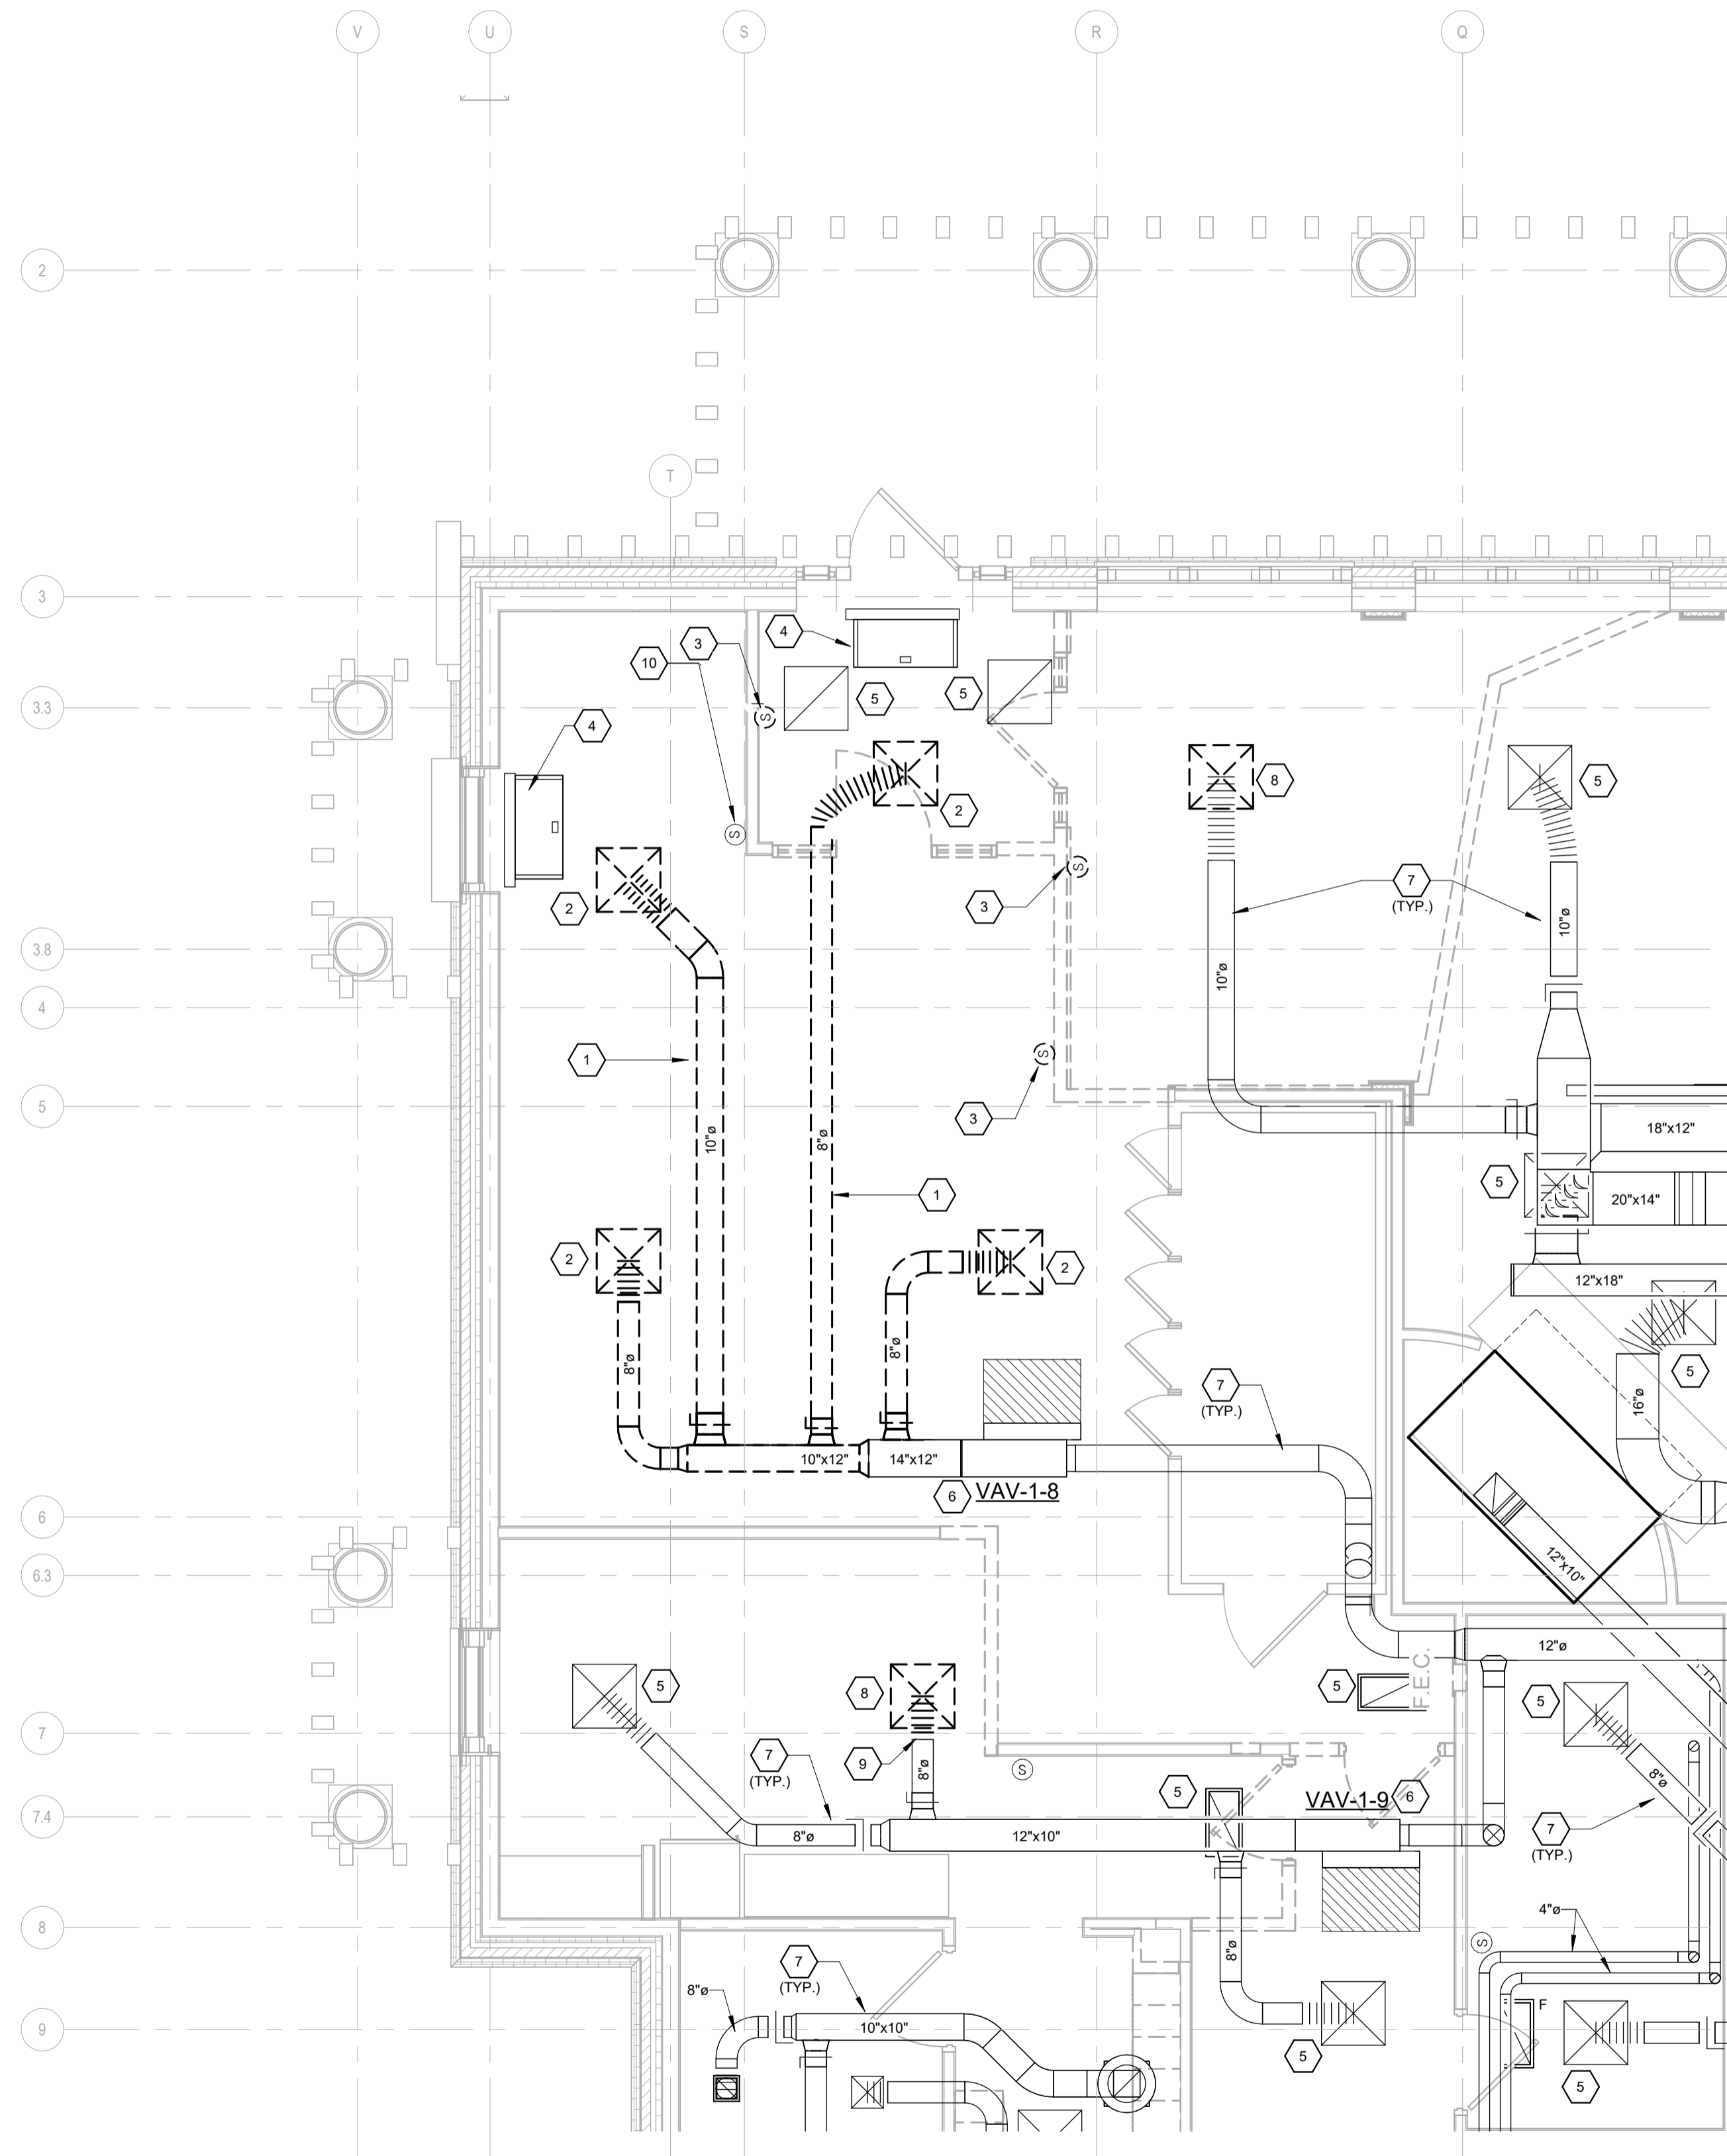 V
U
S
R
Q
2
T
3
3
4
10
5
5
3.3
S
4
8
5
2
S
S
2
3
7
(TYP.)
10"ø
3.8
10"ø
4
S
1
5
3
10"ø
8"ø
18"x12"
5
1
20"x14"
2
2
12"x18"
8"ø
8"ø
5
7
(TYP.)
16"ø
10"x12"
14"x12"
6
VAV-1-8
6
6.3
12"x10"
12"ø
5
8
5
F.E.C.
5
7
7
(TYP.)
9
8"ø
S
5
VAV-1-9
6
8"ø
7.4
8"ø
12"x10"
7
(TYP.)
4"ø
8
S
8"ø
7
(TYP.)
8"ø
F
9
10"x10"
5
5